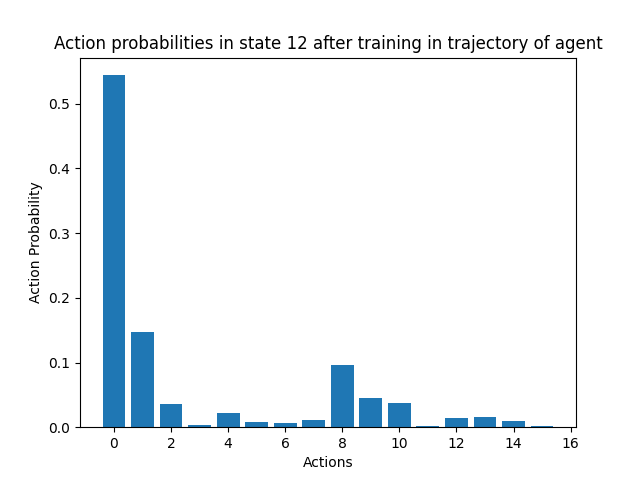 Action probabilities in state 12 after training in trajectory of agent
0.5
0.4
0.3
0.2
0.1
0.0
Action Probability
0 2 4 6 8 10 12 14 16
Actions